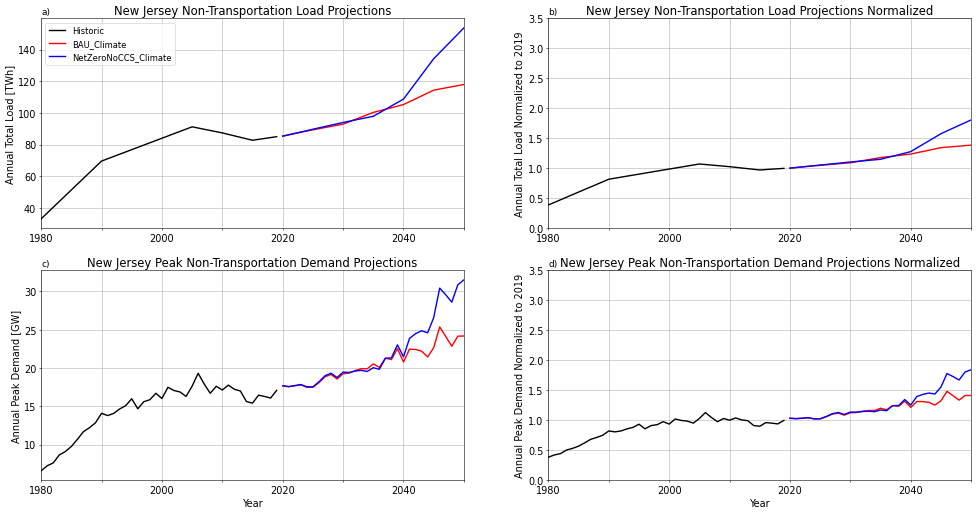 a)
New Jersey Non-Transportation Load Projections
Annual Total Load [TWh]
140
120
100
80
60
40
Historic
BAU_Climate
NetZeroNoCCS_Climate
1980
2000
2020
2040
b)
New Jersey Non-Transportation Load Projections Normalized
Annual Total Load Normalized to 2019
3.5
3.0
2.5
2.0
1.5
1.0
0.5
0.0
1980
2000
2020
2040
c)
New Jersey Peak Non-Transportation Demand Projections
Annual Peak Demand [GW]
30
25
20
15
10
1980
2000
2020
2040
Year
d)
New Jersey Peak Non-Transportation Demand Projections Normalized
Annual Peak Demand Normalized to 2019
3.5
3.0
2.5
2.0
1.5
1.0
0.5
0.0
1980
2000
2020
2040
Year